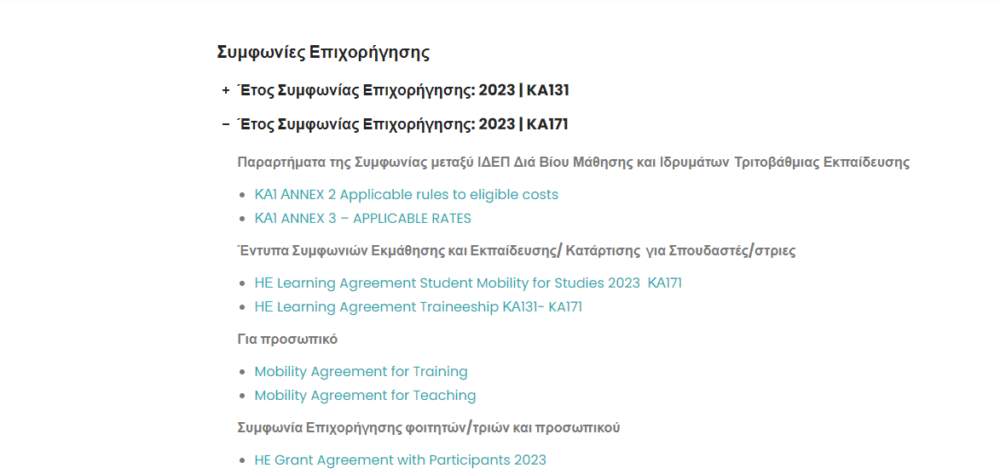 Συμφωνίες Επιχορήγησης
+ Έτος Συμφωνίας Επιχορήγησης: 2023 | KA131
− Έτος Συμφωνίας Επιχορήγησης: 2023 | KA171
Παραρτήματα της Συμφωνίας μεταξύ ΙΔΕΠ Διά Βίου Μάθησης και Ιδρυμάτων Τριτοβάθμιας Εκπαίδευσης
• KA1 ANNEX 2 Applicable rules to eligible costs
• KA1 ANNEX 3 – APPLICABLE RATES
Έντυπα Συμφωνιών Εκμάθησης και Εκπαίδευσης/ Κατάρτισης για Σπουδαστές/στριες
• HE Learning Agreement Student Mobility for Studies 2023 KA171
• HE Learning Agreement Traineeship KA131- KA171
Για προσωπικό
• Mobility Agreement for Training
• Mobility Agreement for Teaching
Συμφωνία Επιχορήγησης φοιτητών/τριών και προσωπικού
• HE Grant Agreement with Participants 2023